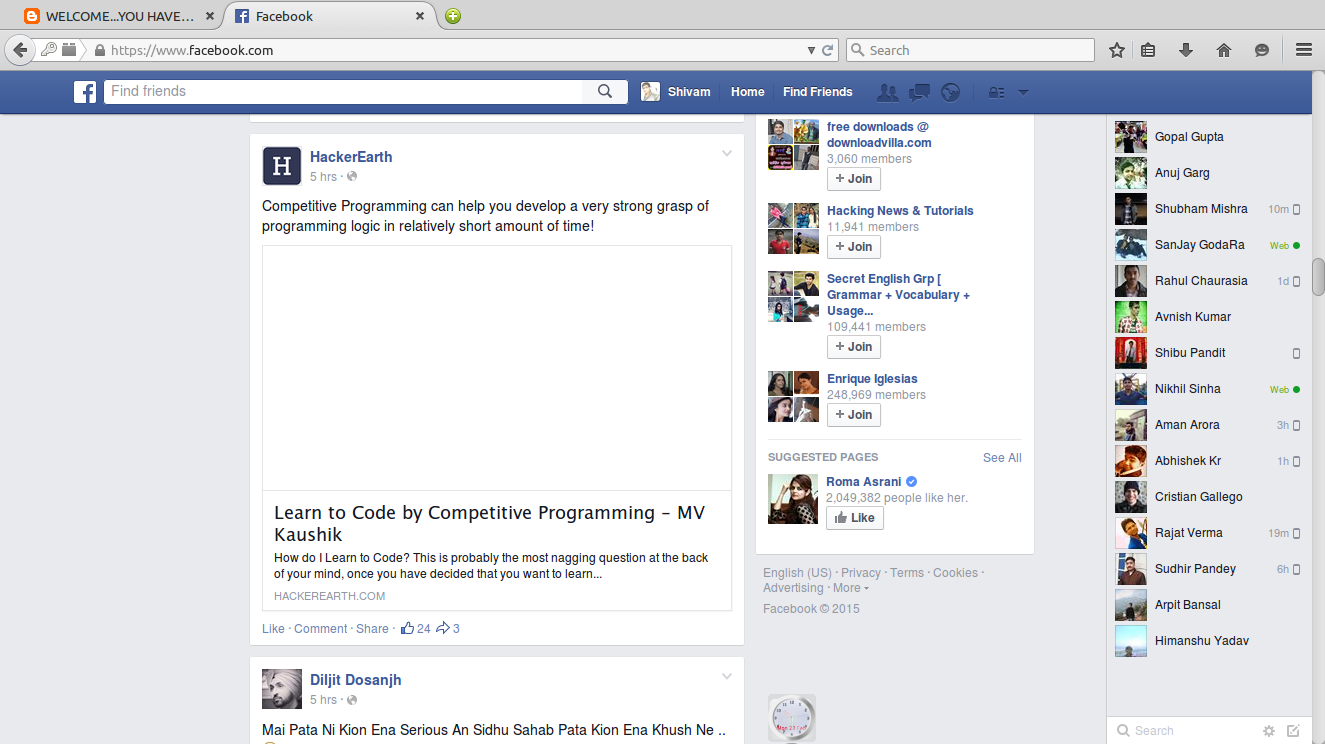 WELCOME...YOU HAVE...
Facebook
https://www.facebook.com
Search
Find friends
Shivam
Home
Find Friends
HackerEarth
5 hrs ·
Competitive Programming can help you develop a very strong grasp of
programming logic in relatively short amount of time!
Learn to Code by Competitive Programming – MV
Kaushik
How do I Learn to Code? This is probably the most nagging question at the back
of your mind, once you have decided that you want to learn...
HACKEREARTH.COM
Like · Comment · Share · 24 3
Diljit Dosanjh
5 hrs ·
Mai Pata Ni Kion Ena Serious An Sidhu Sahab Pata Kion Ena Khush Ne ..
free downloads @
downloadvilla.com
3,060 members
+ Join
Hacking News & Tutorials
11,941 members
+ Join
Secret English Grp [
Grammar + Vocabulary +
Usage...
109,441 members
+ Join
Enrique Iglesias
248,969 members
+ Join
SUGGESTED PAGES
See All
Roma Asrani
2,049,382 people like her.
Like
English (US) · Privacy · Terms · Cookies ·
Advertising · More
Facebook © 2015
Gopal Gupta
Anuj Garg
Shubham Mishra 10m
SanJay GodaRa Web
Rahul Chaurasia 1d
Avnish Kumar
Shibu Pandit
Nikhil Sinha Web
Aman Arora 3h
Abhishek Kr 1h
Cristian Gallego
Rajat Verma 19m
Sudhir Pandey 6h
Arpit Bansal
Himanshu Yadav
Search